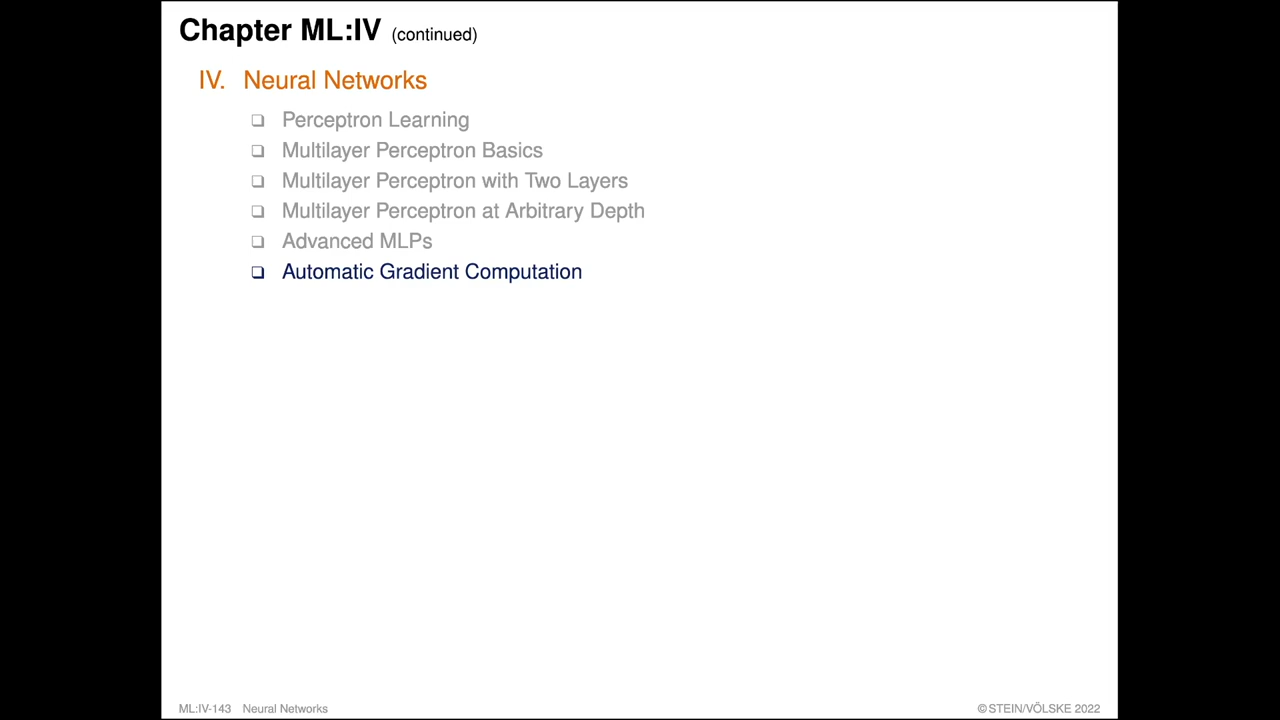 Chapter ML:IV (continued)
IV. Neural Networks
❑ Perceptron Learning
❑ Multilayer Perceptron Basics
❑ Multilayer Perceptron with Two Layers
❑ Multilayer Perceptron at Arbitrary Depth
❑ Advanced MLPs
❑ Automatic Gradient Computation
ML:IV-143 Neural Networks ©STEIN/VÖLSKE 2022